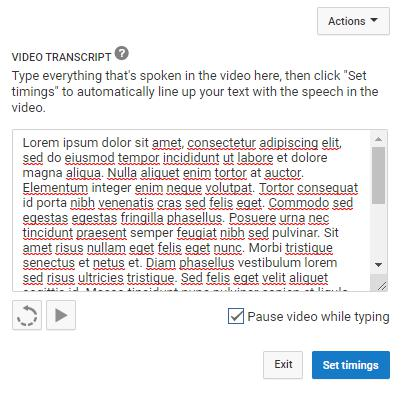 Actions
VIDEO TRANSCRIPT ?
Type everything that's spoken in the video here, then click "Set
timings" to automatically line up your text with the speech in the
video.
Lorem ipsum dolor sit amet, consectetur adipiscing elit,
sed do eiusmod tempor incididunt ut labore et dolore
magna aliqua. Nulla aliquet enim tortor at auctor.
Elementum integer enim neque volutpat. Tortor consequat
id porta nibh venenatis cras sed felis eget. Commodo sed
egestas egestas fringilla phasellus. Posuere urna nec
tincidunt praesent semper feugiat nibh sed pulvinar. Sit
amet risus nullam eget felis eget nunc. Morbi tristique
senectus et netus et. Diam phasellus vestibulum lorem
sed risus ultricies tristique. Sed felis eget velit aliquet
Pause video while typing
Exit
Set timings